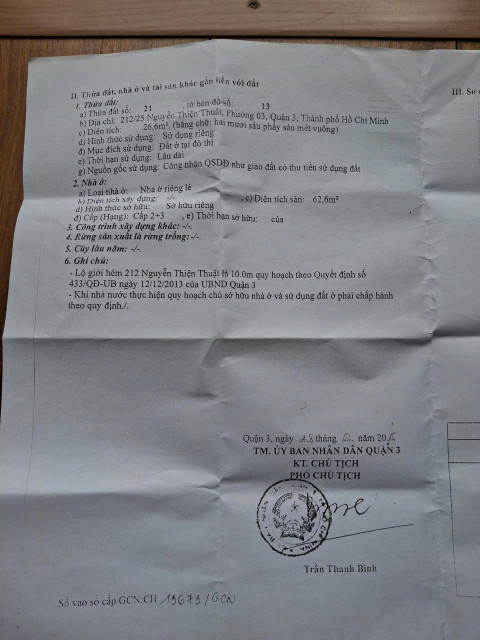 II. Thửa đất, nhà ở và tài sản khác gắn liền với đất
III. Sơ
1. Thửa đất:
a) Thửa đất số: 21 , tờ bản đồ số: 13
b) Địa chỉ: 212/25 Nguyễn Thiện Thuật, Phường 03, Quận 3, Thành phố Hồ Chí Minh
c) Diện tích: 26,6m², (bằng chữ: hai mươi sáu phẩy sáu mét vuông)
d) Hình thức sử dụng: Sử dụng riêng
đ) Mục đích sử dụng: Đất ở tại đô thị
e) Thời hạn sử dụng: Lâu dài
g) Nguồn gốc sử dụng: Công nhận QSDĐ như giao đất có thu tiền sử dụng đất
2. Nhà ở:
a) Loại nhà ở: Nhà ở riêng lẻ
b) Diện tích xây dựng: -/- , c) Diện tích sàn: 62,6m²
d) Hình thức sở hữu: Sở hữu riêng
đ) Cấp (Hạng): Cấp 2+3 , e) Thời hạn sở hữu: của
3. Công trình xây dựng khác: -/-.
4. Rừng sản xuất là rừng trồng: -/-.
5. Cây lâu năm: -/-.
6. Ghi chú:
- Lộ giới hẻm 212 Nguyễn Thiện Thuật là 10.0m quy hoạch theo Quyết định số
433/QĐ-UB ngày 12/12/2013 của UBND Quận 3
- Khi nhà nước thực hiện quy hoạch chủ sở hữu nhà ở và sử dụng đất ở phải chấp hành
theo quy định./.
Quận 3, ngày tháng năm 20
TM. ỦY BAN NHÂN DÂN QUẬN 3
KT. CHỦ TỊCH
PHÓ CHỦ TỊCH
Trần Thanh Bình
Số vào sổ cấp GCN:CH 19679/GCN